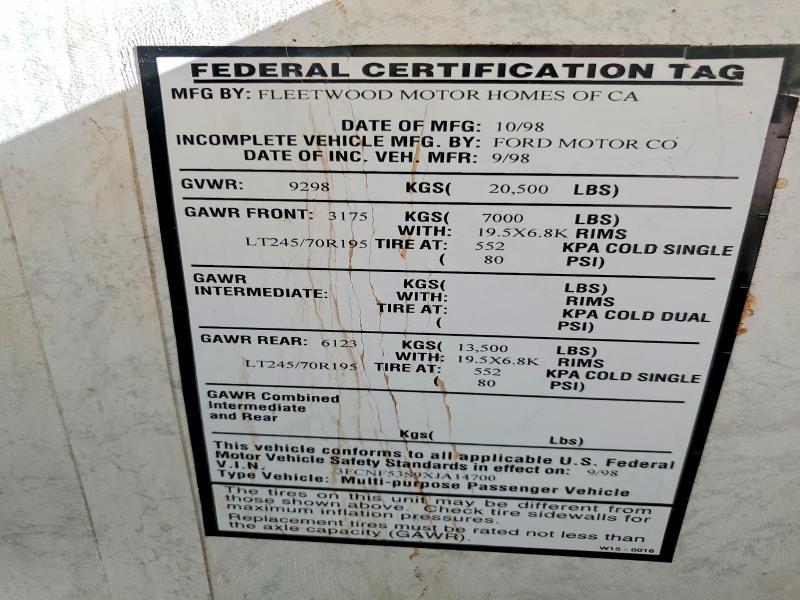 FEDERAL CERTIFICATION TAG
MFG BY: FLEETWOOD MOTOR HOMES OF CA
DATE OF MFG: 10/98
INCOMPLETE VEHICLE MFG. BY: FORD MOTOR CO
DATE OF INC. VEH. MFR: 9/98
GVWR: 9298 KGS( 20,500 LBS)
GAWR FRONT: 3175 KGS( 7000 LBS)
WITH: 19.5X6.8K RIMS
LT245/70R195 TIRE AT: 552 KPA COLD SINGLE
( 80 PSI)
GAWR KGS( LBS)
INTERMEDIATE: WITH: RIMS
TIRE AT: KPA COLD DUAL
( PSI)
GAWR REAR: 6123 KGS( 13,500 LBS)
WITH: 19.5X6.8K RIMS
LT245/70R195 TIRE AT: 552 KPA COLD SINGLE
( 80 PSI)
GAWR Combined
Intermediate
and Rear
Kgs( Lbs)
This vehicle conforms to all applicable U.S. Federal
Motor Vehicle Safety Standards in effect on: 9/98
V.I.N.
Type Vehicle: Multi-purpose Passenger Vehicle
The tires on this unit may be different from
those shown above. Check tire sidewalls for
maximum inflation pressures.
Replacement tires must be rated not less than
the axle capacity (GAWR).
W15-0016